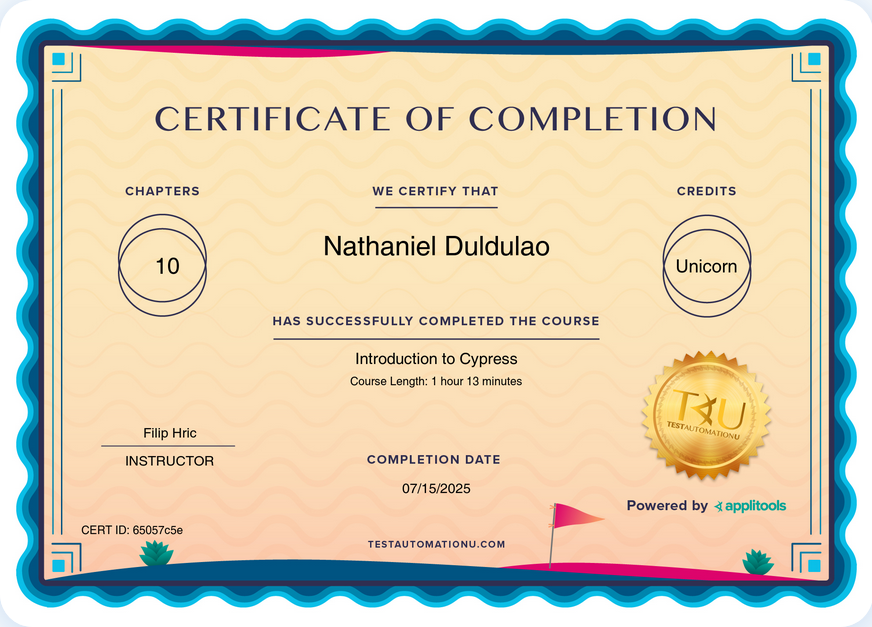 CERTIFICATE OF COMPLETION
CHAPTERS
10
WE CERTIFY THAT
Nathaniel Duldulao
CREDITS
Unicorn
HAS SUCCESSFULLY COMPLETED THE COURSE
Introduction to Cypress
Course Length: 1 hour 13 minutes
TAU
TESTAUTOMATIONU
Filip Hric
INSTRUCTOR
COMPLETION DATE
07/15/2025
Powered by applitools
CERT ID: 65057c5e
TESTAUTOMATIONU.COM